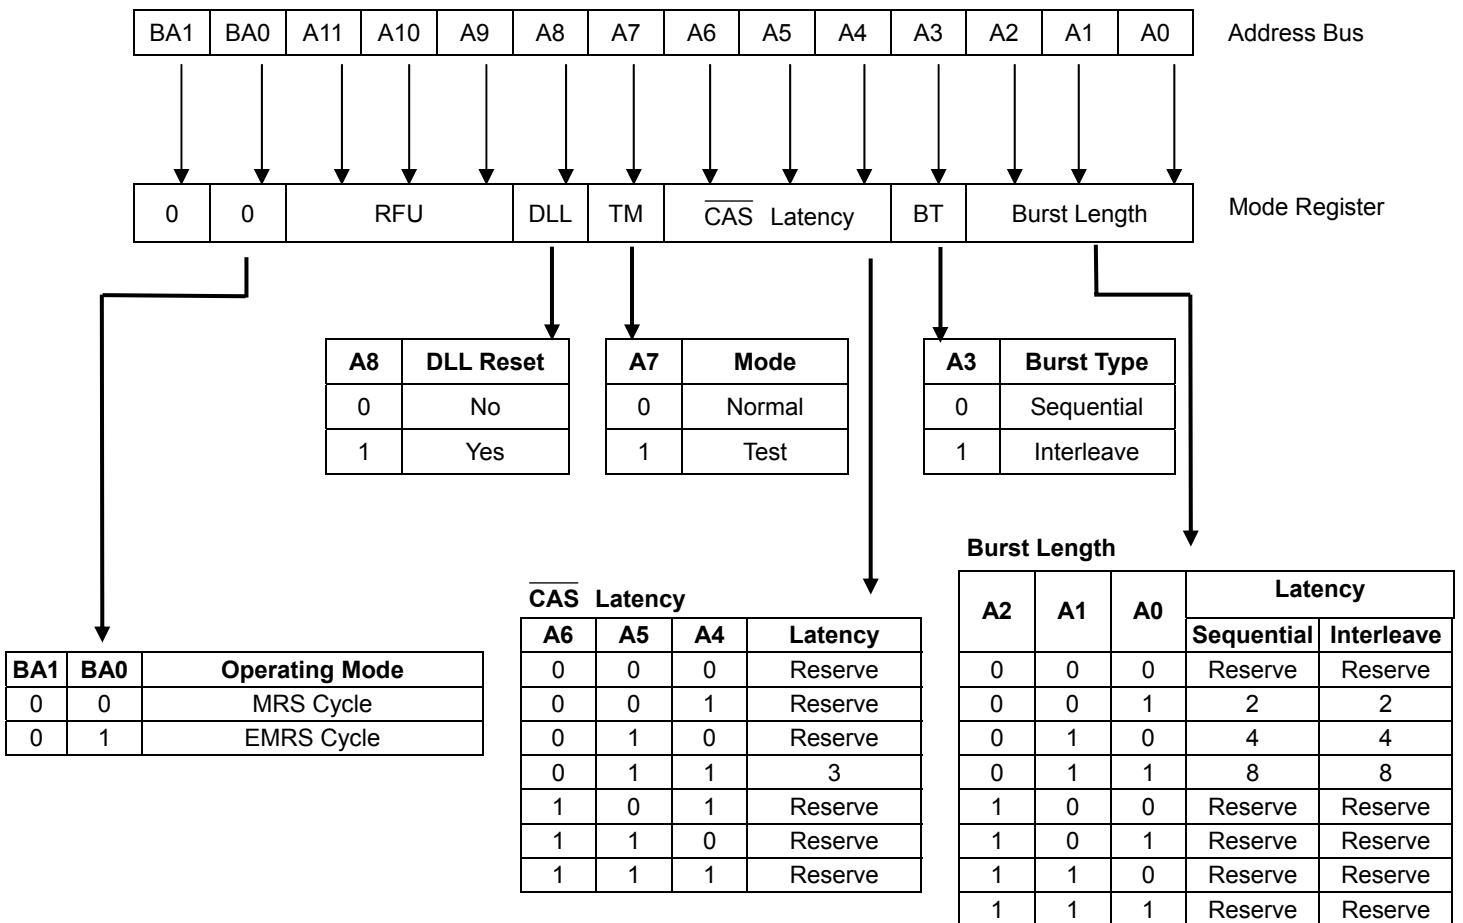 BA1 BA0 A11 A10 A9 A8 A7 A6 A5 A4 A3 A2 A1 A0 Address Bus
0 0 RFU DLL TM CAS Latency BT Burst Length Mode Register
A8 DLL Reset
0 No
1 Yes
A7 Mode
0 Normal
1 Test
A3 Burst Type
0 Sequential
1 Interleave
BA1 BA0 Operating Mode
0 0 MRS Cycle
0 1 EMRS Cycle
CAS Latency
A6 A5 A4 Latency
0 0 0 Reserve
0 0 1 Reserve
0 1 0 Reserve
0 1 1 3
1 0 1 Reserve
1 1 0 Reserve
1 1 1 Reserve
Burst Length
A2 A1 A0 Latency
Sequential Interleave
0 0 0 Reserve Reserve
0 0 1 2 2
0 1 0 4 4
0 1 1 8 8
1 0 0 Reserve Reserve
1 0 1 Reserve Reserve
1 1 0 Reserve Reserve
1 1 1 Reserve Reserve